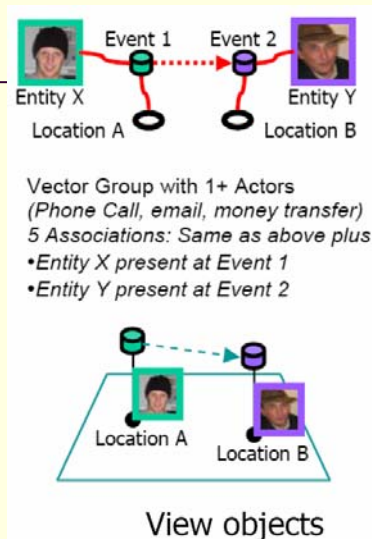 Event 1 Event 2
Entity X Entity Y
Location A Location B
Vector Group with 1+ Actors
(Phone Call, email, money transfer)
5 Associations: Same as above plus
•Entity X present at Event 1
•Entity Y present at Event 2
Location A Location B
View objects